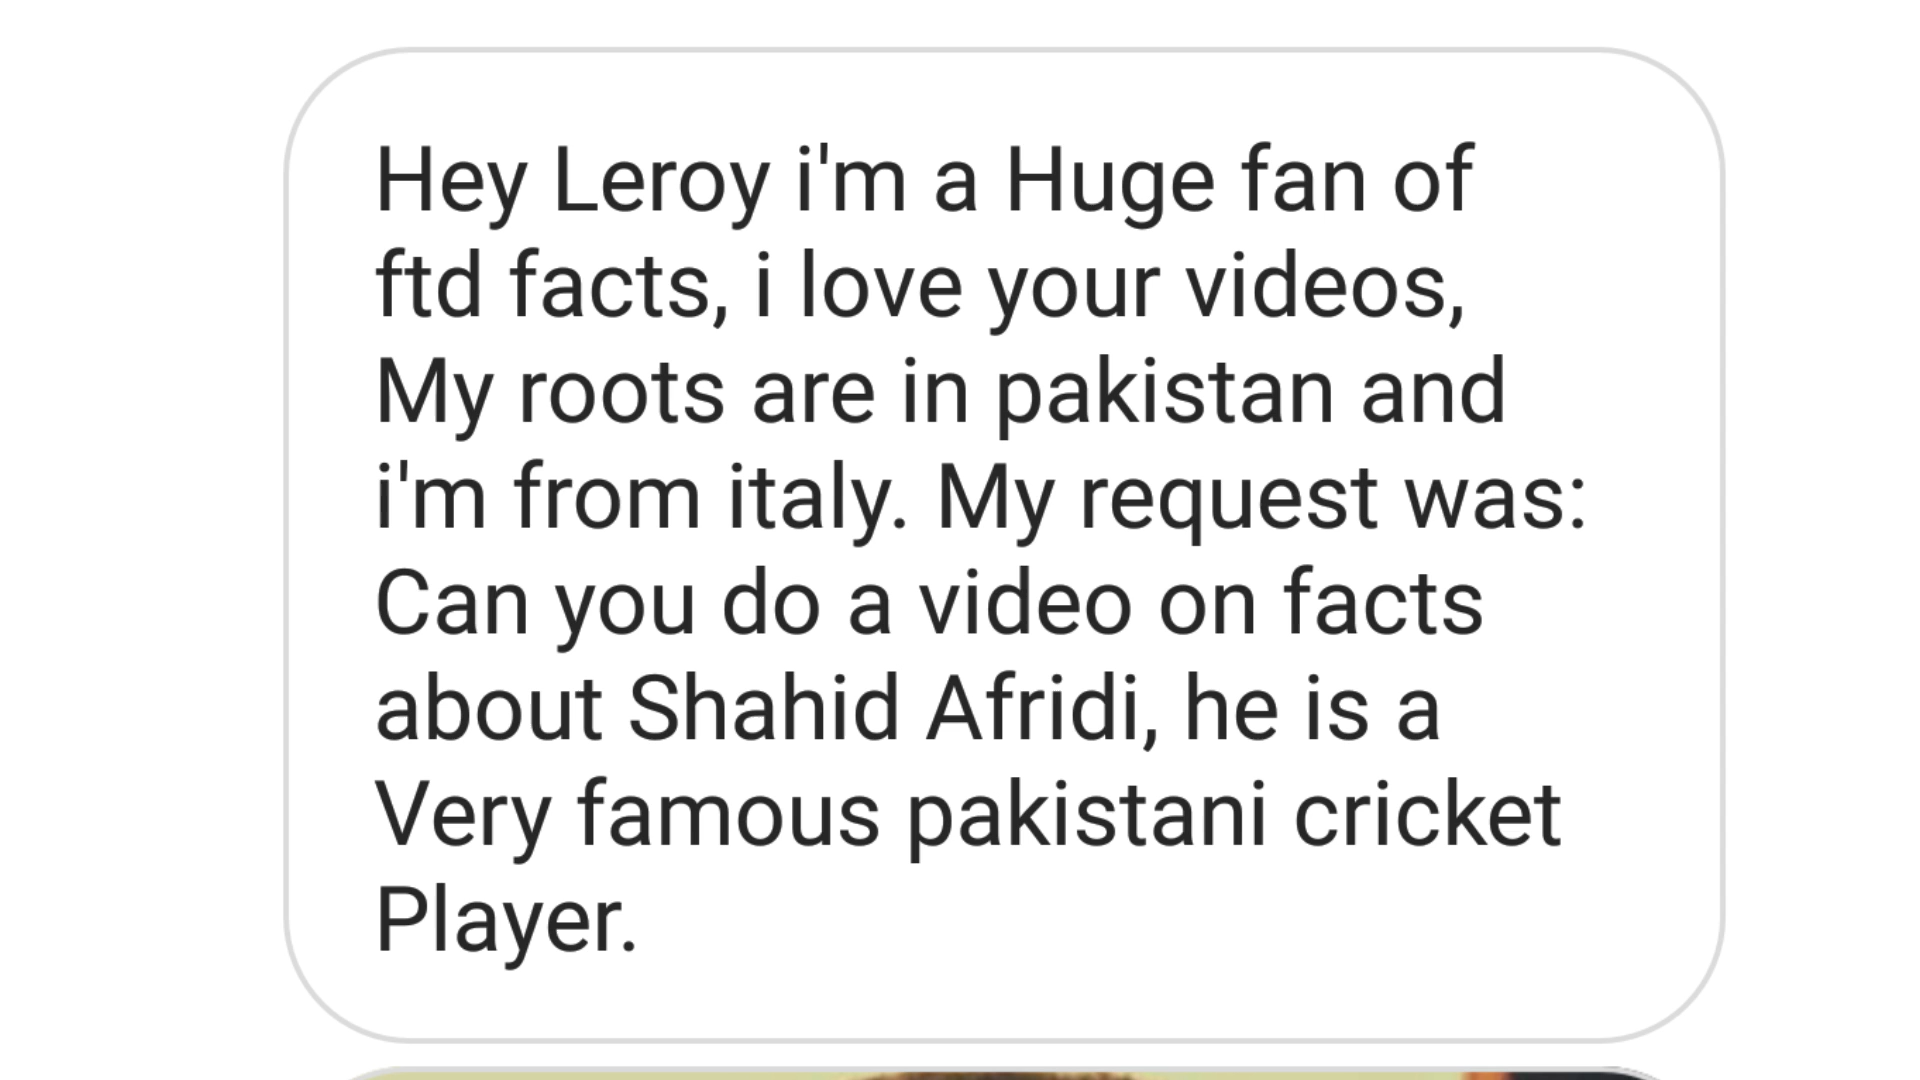 Hey Leroy i'm a Huge fan of
ftd facts, i love your videos,
My roots are in pakistan and
i'm from italy. My request was:
Can you do a video on facts
about Shahid Afridi, he is a
Very famous pakistani cricket
Player.